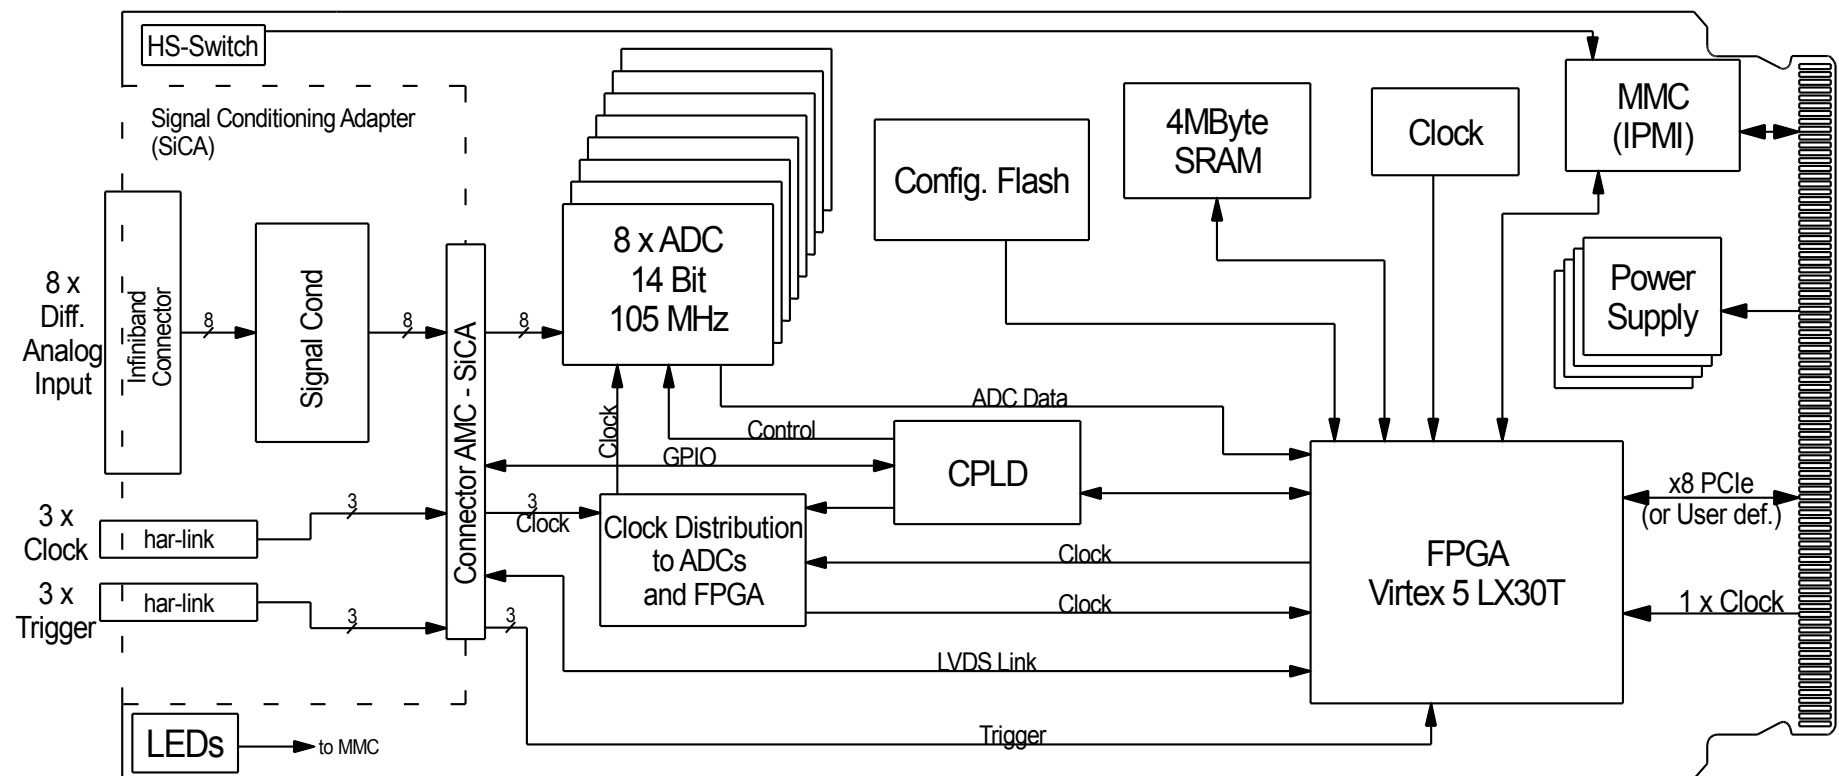 HS-Switch
Signal Conditioning Adapter
(SiCA)
8 x
Diff.
Analog
Input
Infiniband
Connector
8
Signal Cond
8
Connector AMC - SiCA
8
8 x ADC
14 Bit
105 MHz
Config. Flash
4MByte
SRAM
Clock
MMC
(IPMI)
Power
Supply
ADC Data
Control
Clock
GPIO
CPLD
3 x
Clock
har-link
3
3
Clock
Clock Distribution
to ADCs
and FPGA
Clock
Clock
FPGA
Virtex 5 LX30T
x8 PCIe
(or User def.)
1 x Clock
3 x
Trigger
har-link
3
3
LVDS Link
Trigger
LEDs
to MMC